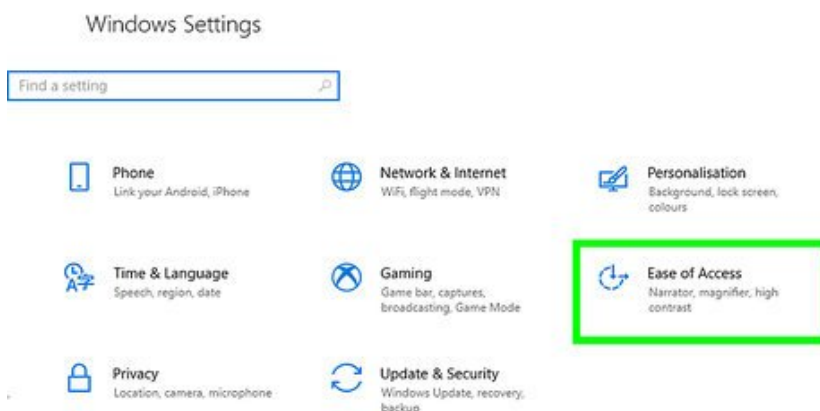 Windows Settings
Find a setting
Phone
Link your Android, iPhone
Network & Internet
WiFi, flight mode, VPN
Personalisation
Background, lock screen,
colours
Time & Language
Speech, region, date
Gaming
Game bar, captures,
broadcasting, Game Mode
Ease of Access
Narrator, magnifier, high
contrast
Privacy
Location, camera, microphone
Update & Security
Windows Update, recovery,
backup